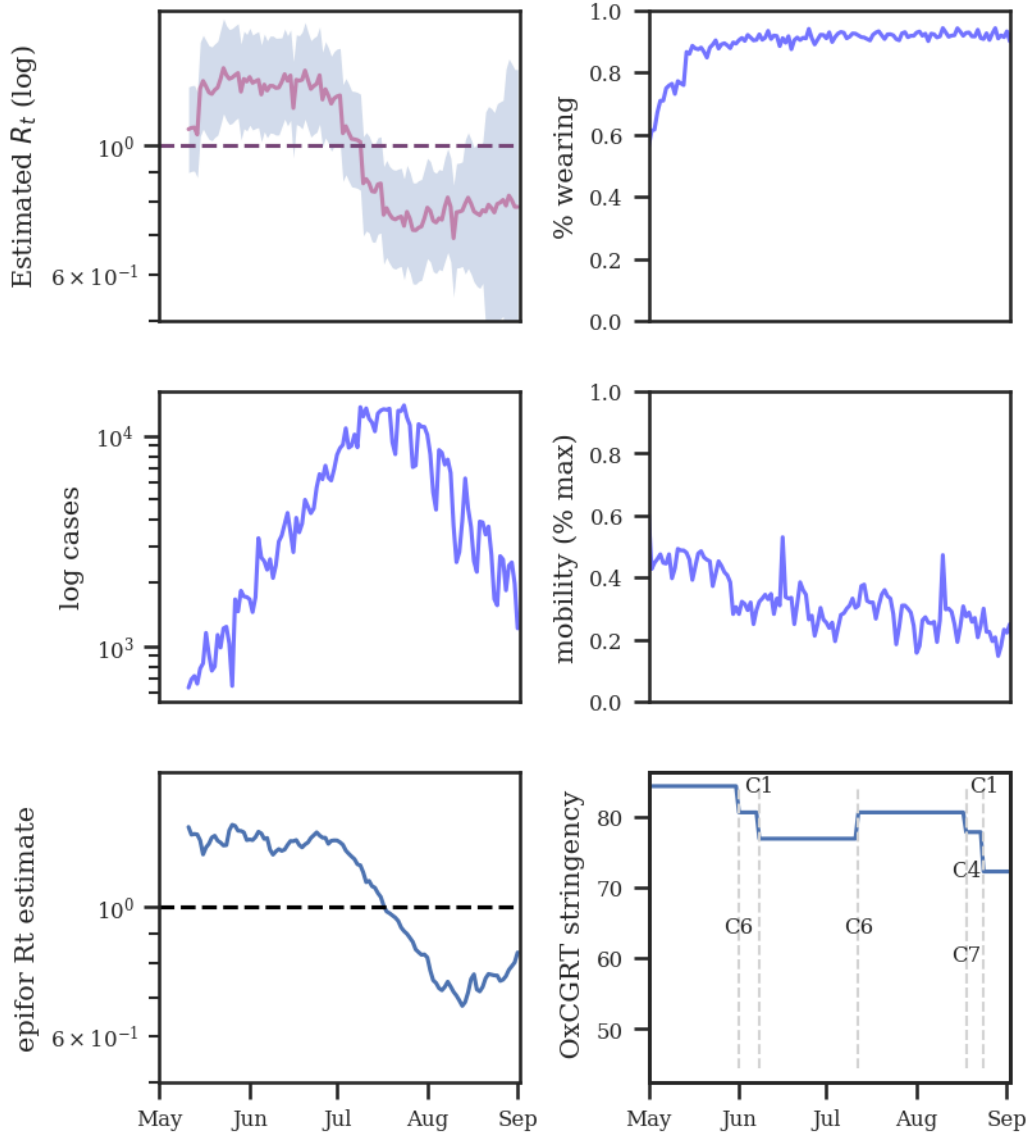 Estimated R_t (log)
10^0
6 × 10^-1
% wearing
1.0
0.8
0.6
0.4
0.2
0.0
log cases
10^4
10^3
mobility (% max)
1.0
0.8
0.6
0.4
0.2
0.0
epifor Rt estimate
10^0
6 × 10^-1
May Jun Jul Aug Sep
OxCGRT stringency
80
70
60
50
C1
C1
C4
C6
C6
C7
May Jun Jul Aug Sep